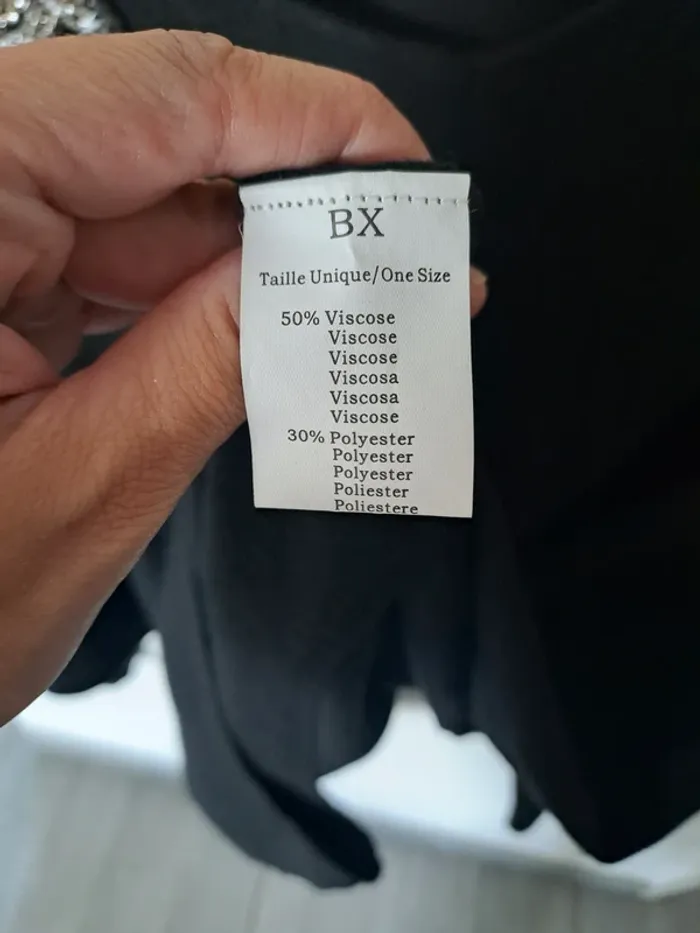 BX
Taille Unique/One Size
50% Viscose
Viscose
Viscose
Viscosa
Viscosa
Viscose
30% Polyester
Polyester
Polyester
Poliester
Poliestere